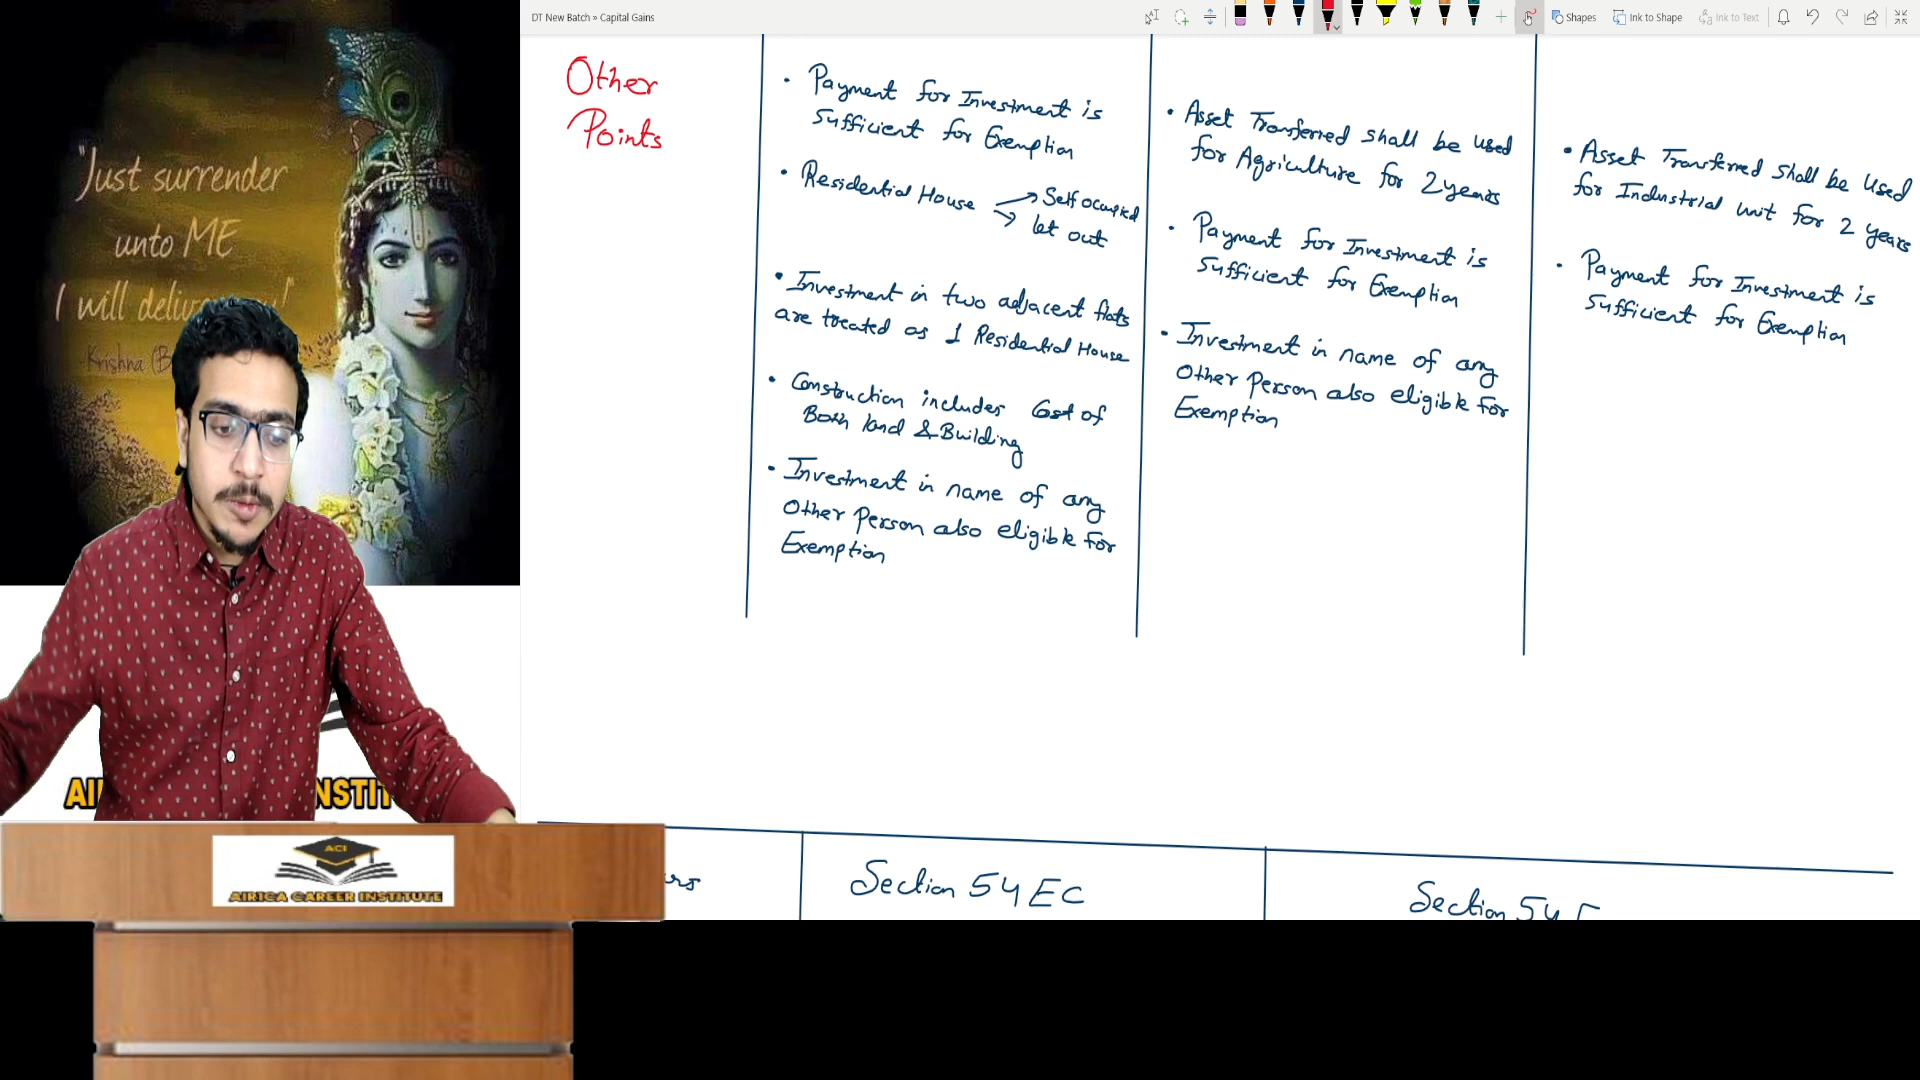 "Just surrender
unto ME
I will deliver
-Krishna (B
DT New Batch » Capital Gains
Shapes
Ink to Shape
Ink to Text
Other
Points
• Payment for Investment is
Sufficient for Exemption
• Residential House → Self occupied
→ let out
• Investment in two adjacent flats
are treated as 1 Residential House
• Construction includes Cost of
Both land & Building
• Investment in name of any
Other Person also eligible for
Exemption
• Asset Transferred shall be used
for Agriculture for 2 years
• Payment for Investment is
Sufficient for Exemption
• Investment in name of any
Other Person also eligible for
Exemption
• Asset Transferred shall be used
for Industrial unit for 2 years
• Payment for Investment is
Sufficient for Exemption
Section 54 EC
Section 54
ACI
AIRICA CAREER INSTITUTE